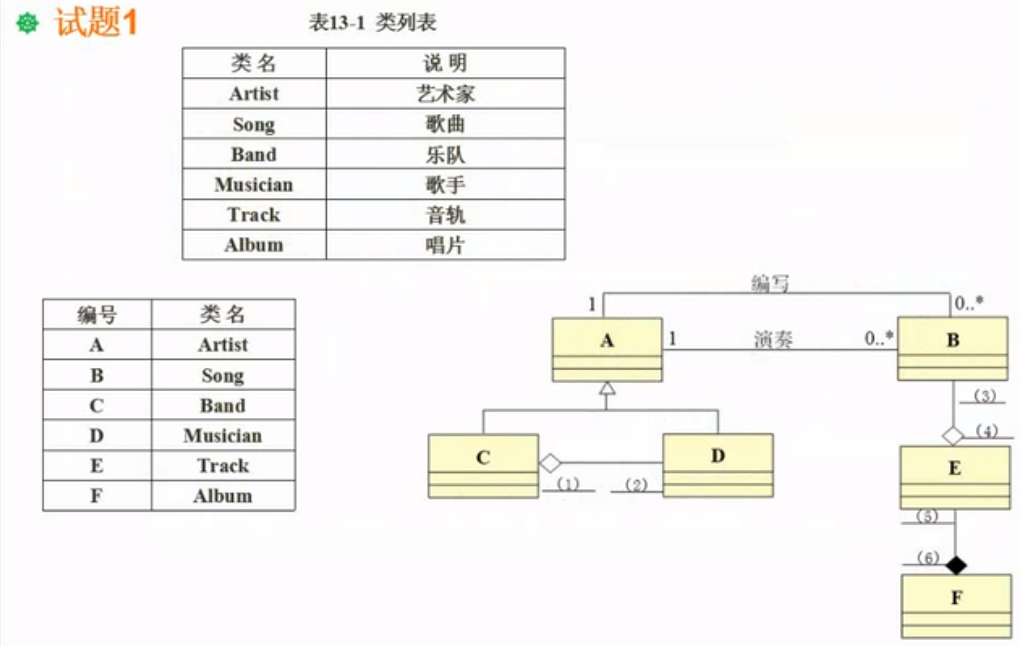 试题1
表13-1 类列表
类名 说明
Artist 艺术家
Song 歌曲
Band 乐队
Musician 歌手
Track 音轨
Album 唱片
编号 类名
A Artist
B Song
C Band
D Musician
E Track
F Album
编写
1 0..*
A 1 演奏 0..* B
(3)
(4)
C D
(1) (2)
E
(5)
(6)
F